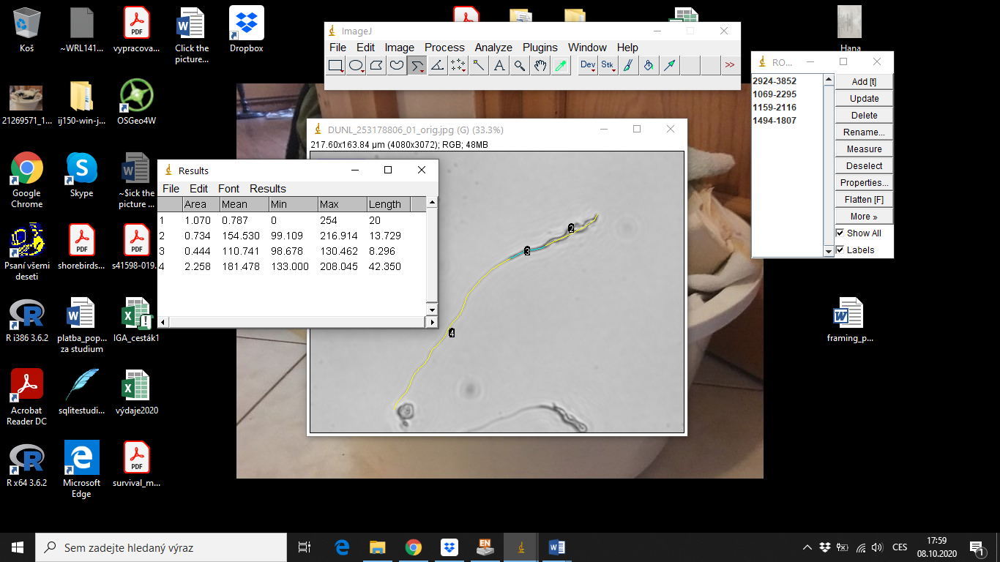 Koš
~WRL141...
vypracova...
Click the
picture...
Dropbox
21269571_1...
ij150-win-j...
OSGeo4W
Google
Chrome
Skype
~$ick the
picture ...
Psaní všemi
deseti
shorebirds...
s41598-019...
R i386 3.6.2
platba_pop...
za studium
IGA_cesták1
Acrobat
Reader DC
sqlitestudi...
výdaje2020
R x64 3.6.2
Microsoft
Edge
survival_m...
Hana
framing_p...
ImageJ
File Edit Image Process Analyze Plugins Window Help
A Dev Stk >>
DUNL_253178806_01_orig.jpg (G) (33.3%)
217.60x163.84 µm (4080x3072); RGB; 48MB
2
3
4
Results
File Edit Font Results
Area Mean Min Max Length
1 1.070 0.787 0 254 20
2 0.734 154.530 99.109 216.914 13.729
3 0.444 110.741 98.678 130.462 8.296
4 2.258 181.478 133.000 208.045 42.350
RO...
2924-3852
1069-2295
1159-2116
1494-1807
Add [t]
Update
Delete
Rename...
Measure
Deselect
Properties...
Flatten [F]
More »
Show All
Labels
Sem zadejte hledaný výraz
EN
CES
17:59
08.10.2020
1